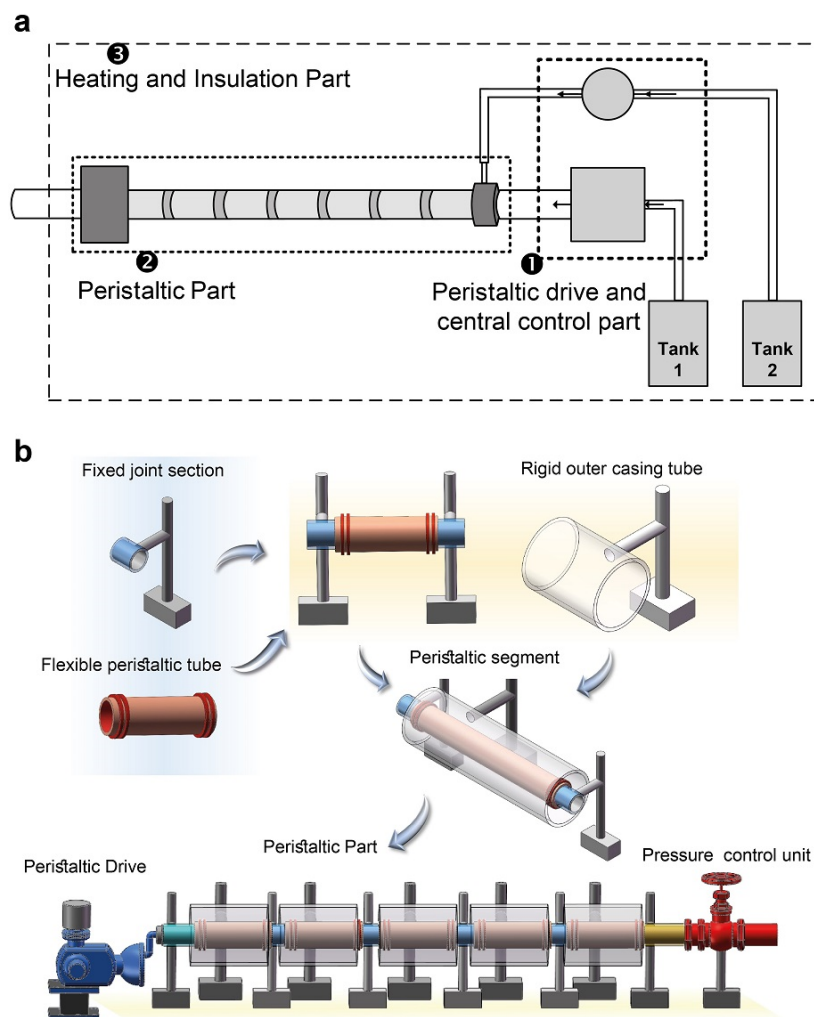 a
3
Heating and Insulation Part
2
Peristaltic Part
1
Peristaltic drive and
central control part
Tank
1
Tank
2
b
Fixed joint section
Rigid outer casing tube
Flexible peristaltic tube
Peristaltic segment
Peristaltic Part
Peristaltic Drive
Pressure control unit